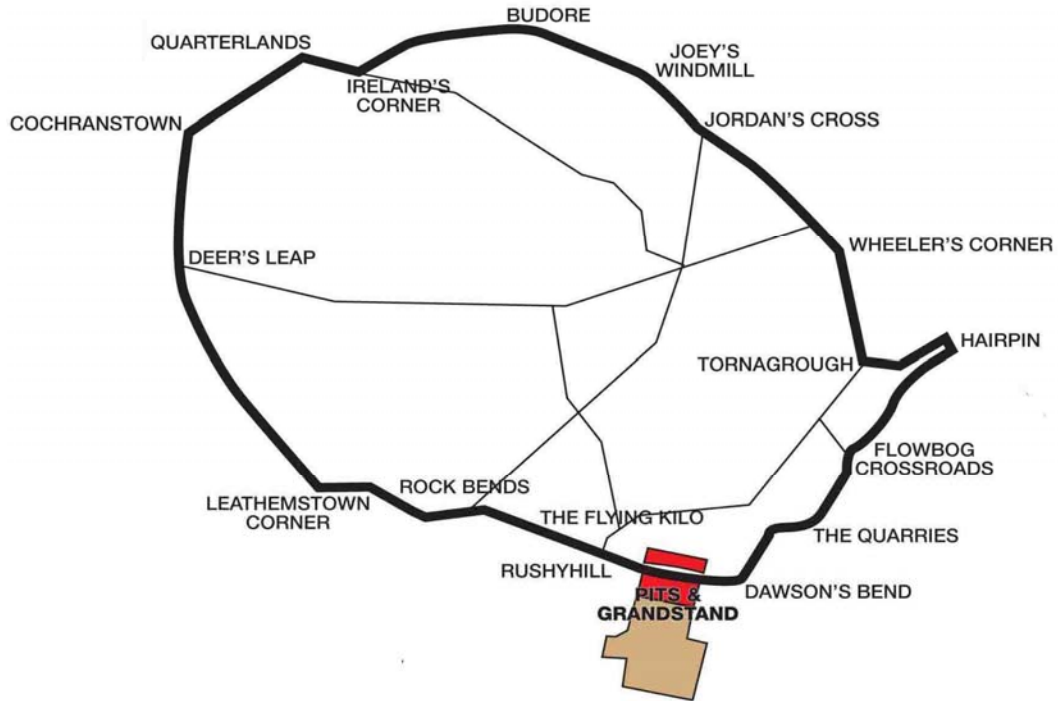 BUDORE
QUARTERLANDS
JOEY'S
WINDMILL
IRELAND'S
CORNER
COCHRANSTOWN
JORDAN'S CROSS
DEER'S LEAP
WHEELER'S CORNER
HAIRPIN
TORNAGROUGH
FLOWBOG
CROSSROADS
ROCK BENDS
LEATHEMSTOWN
CORNER
THE FLYING KILO
THE QUARRIES
RUSHYHILL
DAWSON'S BEND
PITS &
GRANDSTAND